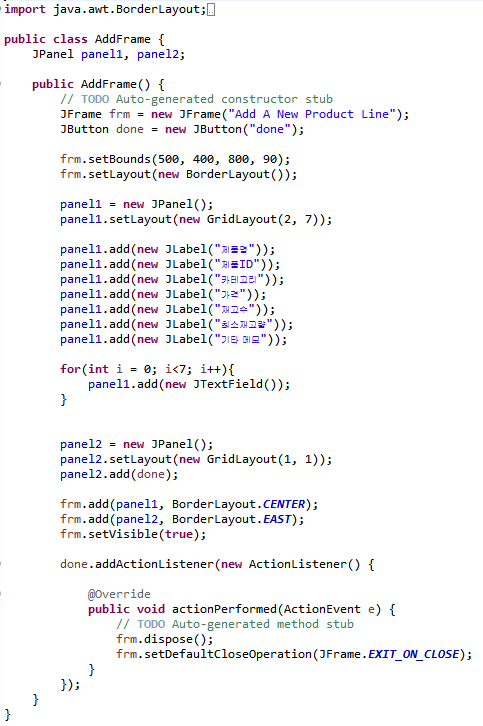 import java.awt.BorderLayout;
public class AddFrame {
JPanel panel1, panel2;
public AddFrame() {
// TODO Auto-generated constructor stub
JFrame frm = new JFrame("Add A New Product Line");
JButton done = new JButton("done");
frm.setBounds(500, 400, 800, 90);
frm.setLayout(new BorderLayout());
panel1 = new JPanel();
panel1.setLayout(new GridLayout(2, 7));
panel1.add(new JLabel("제품명"));
panel1.add(new JLabel("제품ID"));
panel1.add(new JLabel("카테고리"));
panel1.add(new JLabel("가격"));
panel1.add(new JLabel("재고수"));
panel1.add(new JLabel("최소재고량"));
panel1.add(new JLabel("기타 메모"));
for(int i = 0; i<7; i++){
panel1.add(new JTextField());
}
panel2 = new JPanel();
panel2.setLayout(new GridLayout(1, 1));
panel2.add(done);
frm.add(panel1, BorderLayout.CENTER);
frm.add(panel2, BorderLayout.EAST);
frm.setVisible(true);
done.addActionListener(new ActionListener() {
@Override
public void actionPerformed(ActionEvent e) {
// TODO Auto-generated method stub
frm.dispose();
frm.setDefaultCloseOperation(JFrame.EXIT_ON_CLOSE);
}
});
}
}